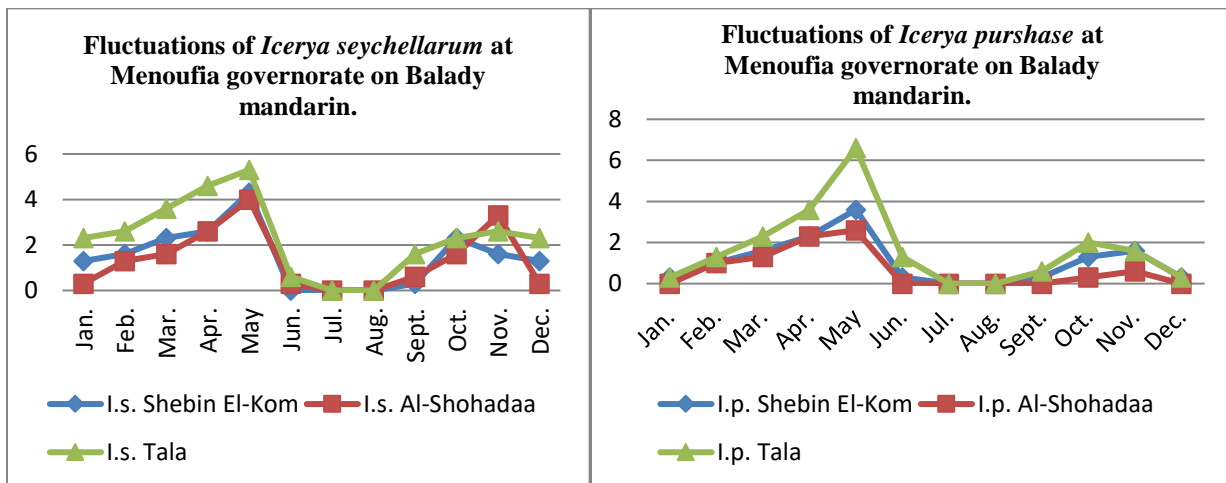 Fluctuations of Icerya seychellarum at
Menoufia governorate on Balady
mandarin.
6
4
2
0
Jan.
Feb.
Mar.
Apr.
May
Jun.
Jul.
Aug.
Sept.
Oct.
Nov.
Dec.
I.s. Shebin El-Kom
I.s. Al-Shohadaa
I.s. Tala
Fluctuations of Icerya purshase at
Menoufia governorate on Balady
mandarin.
8
6
4
2
0
Jan.
Feb.
Mar.
Apr.
May
Jun.
Jul.
Aug.
Sept.
Oct.
Nov.
Dec.
I.p. Shebin El-Kom
I.p. Al-Shohadaa
I.p. Tala